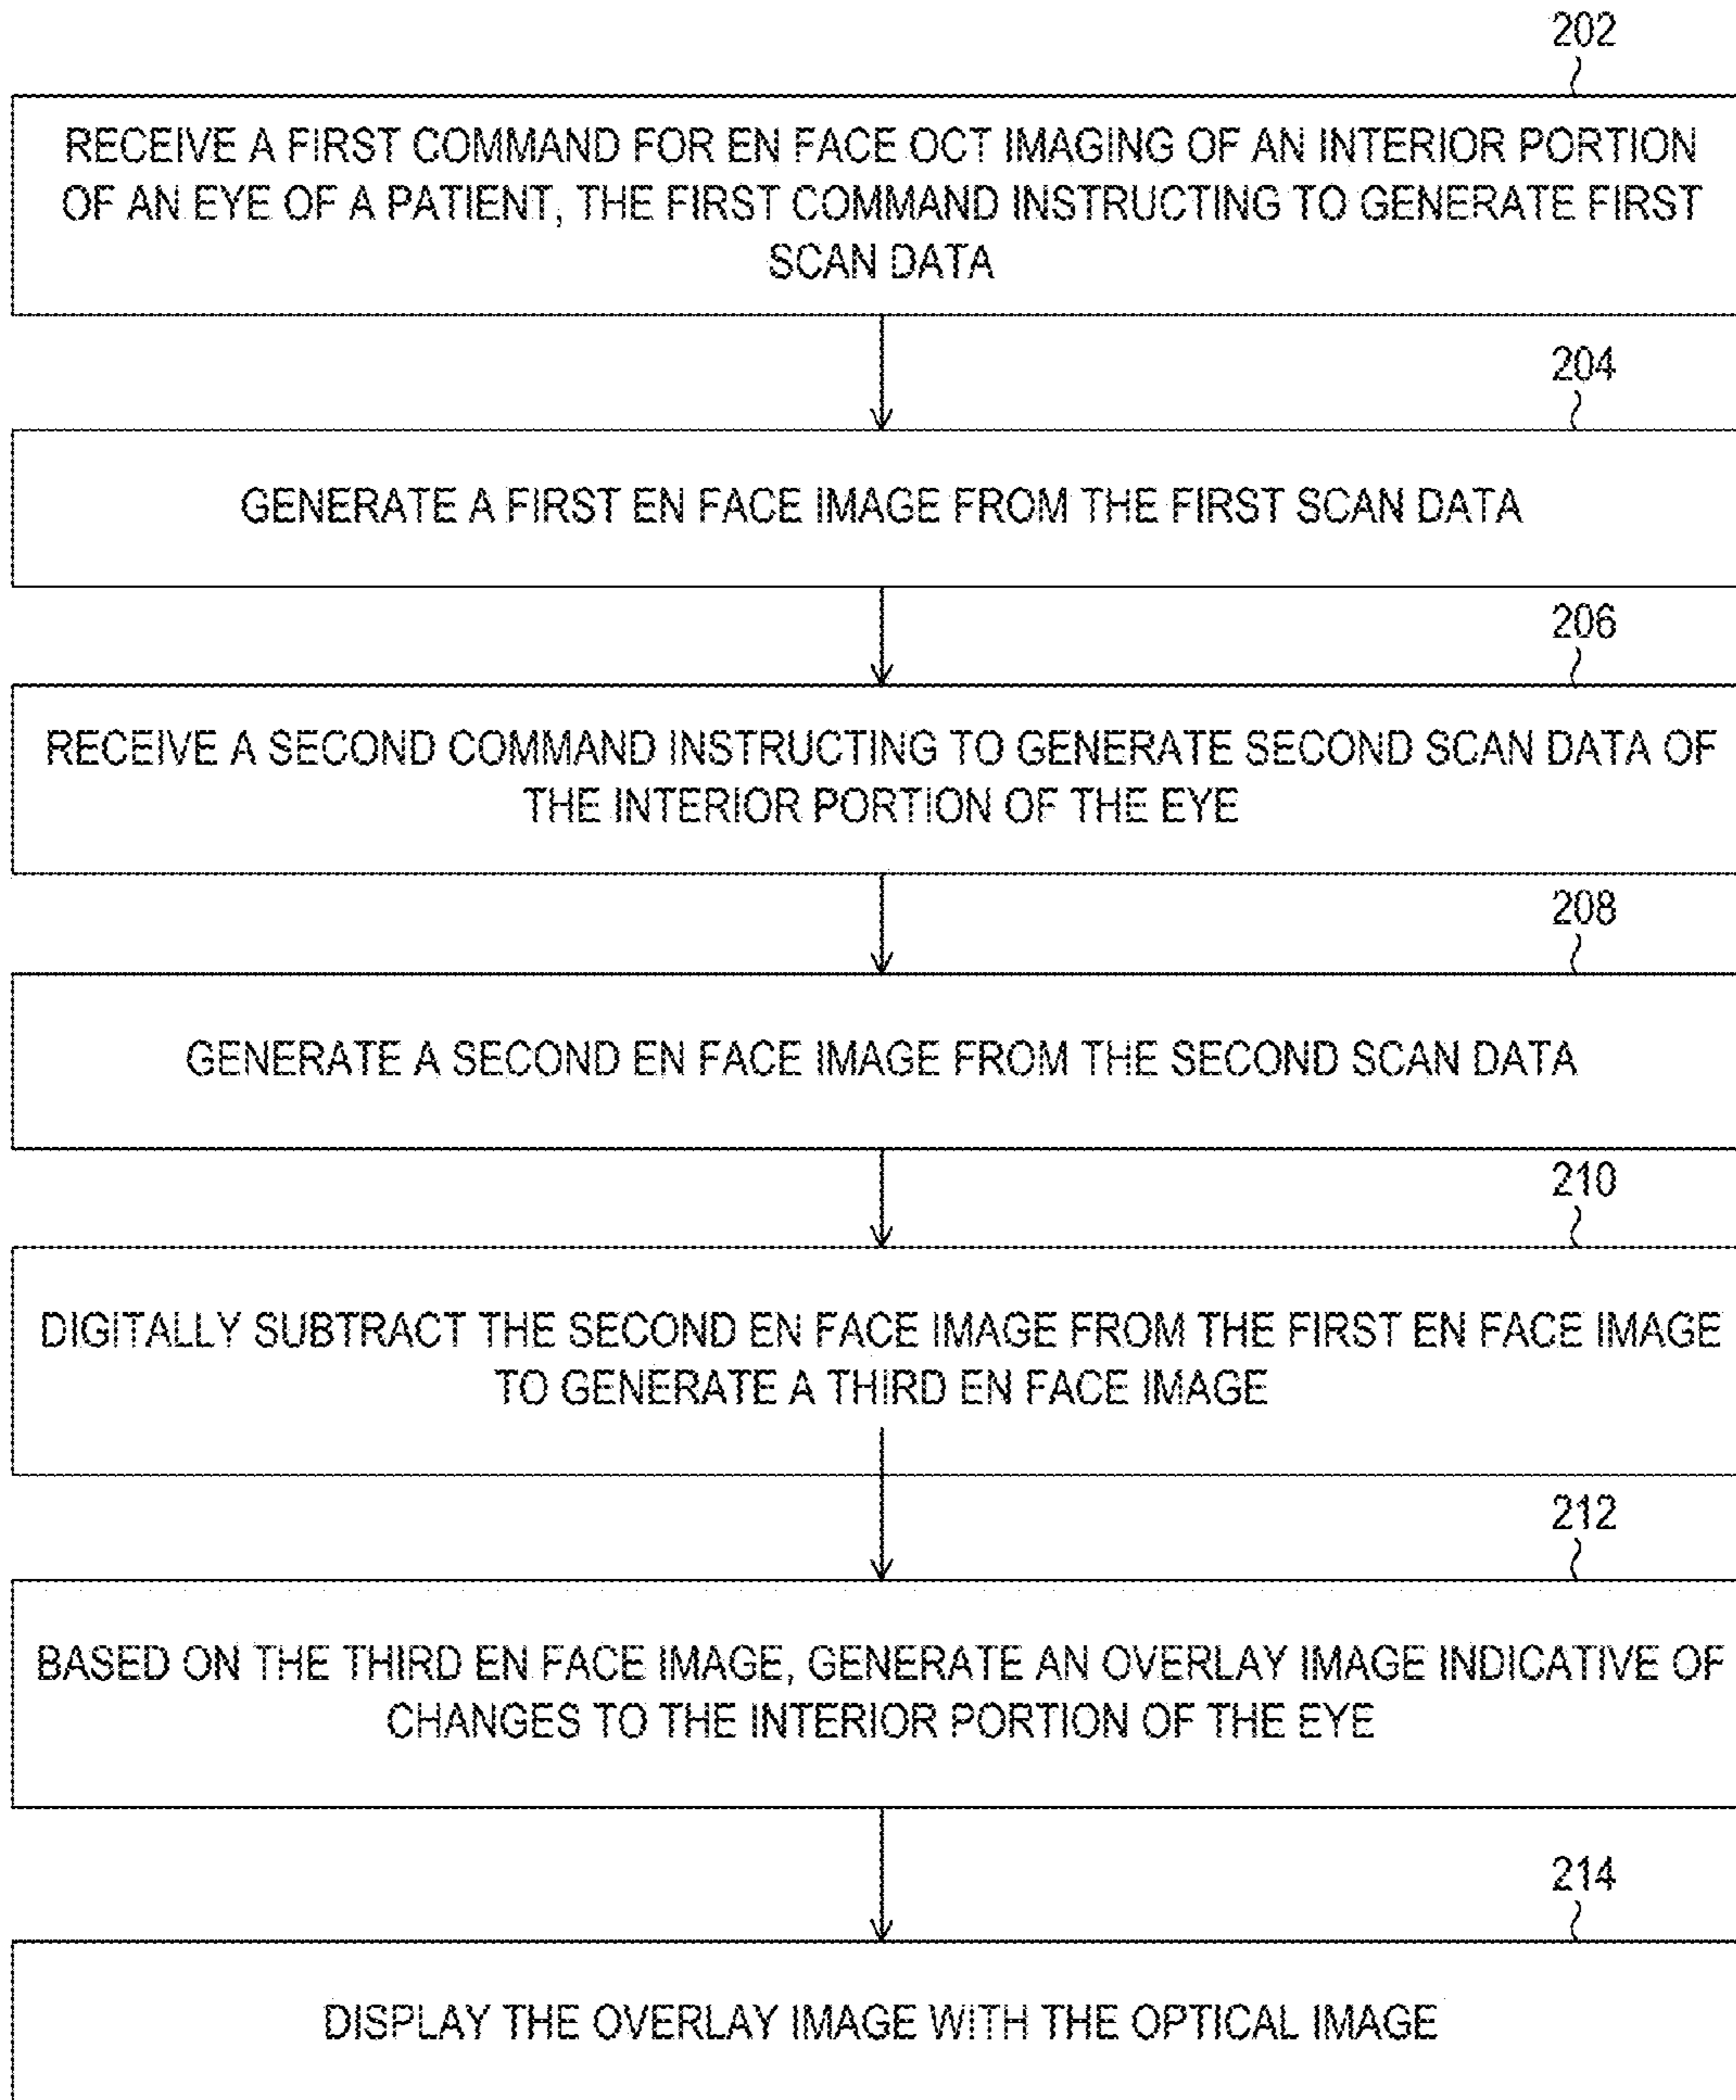 202
RECEIVE A FIRST COMMAND FOR EN FACE OCT IMAGING OF AN INTERIOR PORTION
OF AN EYE OF A PATIENT, THE FIRST COMMAND INSTRUCTING TO GENERATE FIRST
SCAN DATA
204
GENERATE A FIRST EN FACE IMAGE FROM THE FIRST SCAN DATA
206
RECEIVE A SECOND COMMAND INSTRUCTING TO GENERATE SECOND SCAN DATA OF
THE INTERIOR PORTION OF THE EYE
208
GENERATE A SECOND EN FACE IMAGE FROM THE SECOND SCAN DATA
210
DIGITALLY SUBTRACT THE SECOND EN FACE IMAGE FROM THE FIRST EN FACE IMAGE
TO GENERATE A THIRD EN FACE IMAGE
212
BASED ON THE THIRD EN FACE IMAGE, GENERATE AN OVERLAY IMAGE INDICATIVE OF
CHANGES TO THE INTERIOR PORTION OF THE EYE
214
DISPLAY THE OVERLAY IMAGE WITH THE OPTICAL IMAGE